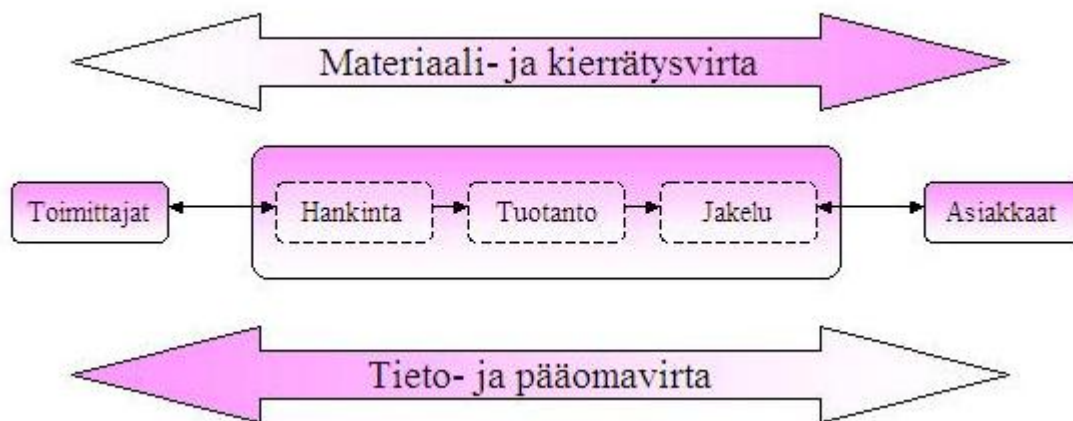 Materiaali- ja kierrätysvirta
Toimittajat
Hankinta
Tuotanto
Jakelu
Asiakkaat
Tieto- ja pääomavirta